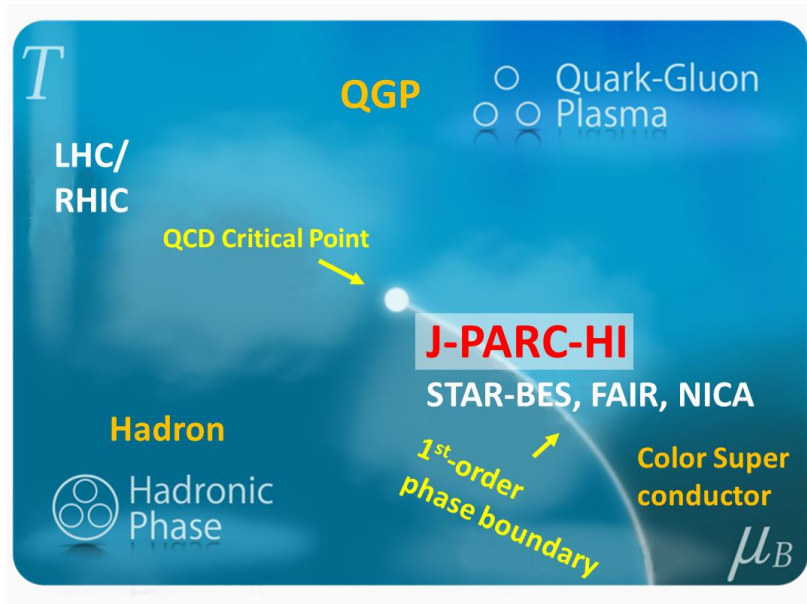 T
QGP
Quark-Gluon
Plasma
LHC/
RHIC
QCD Critical Point
J-PARC-HI
STAR-BES, FAIR, NICA
Hadron
1st-order
phase boundary
Color Super
conductor
Hadronic
Phase
μB